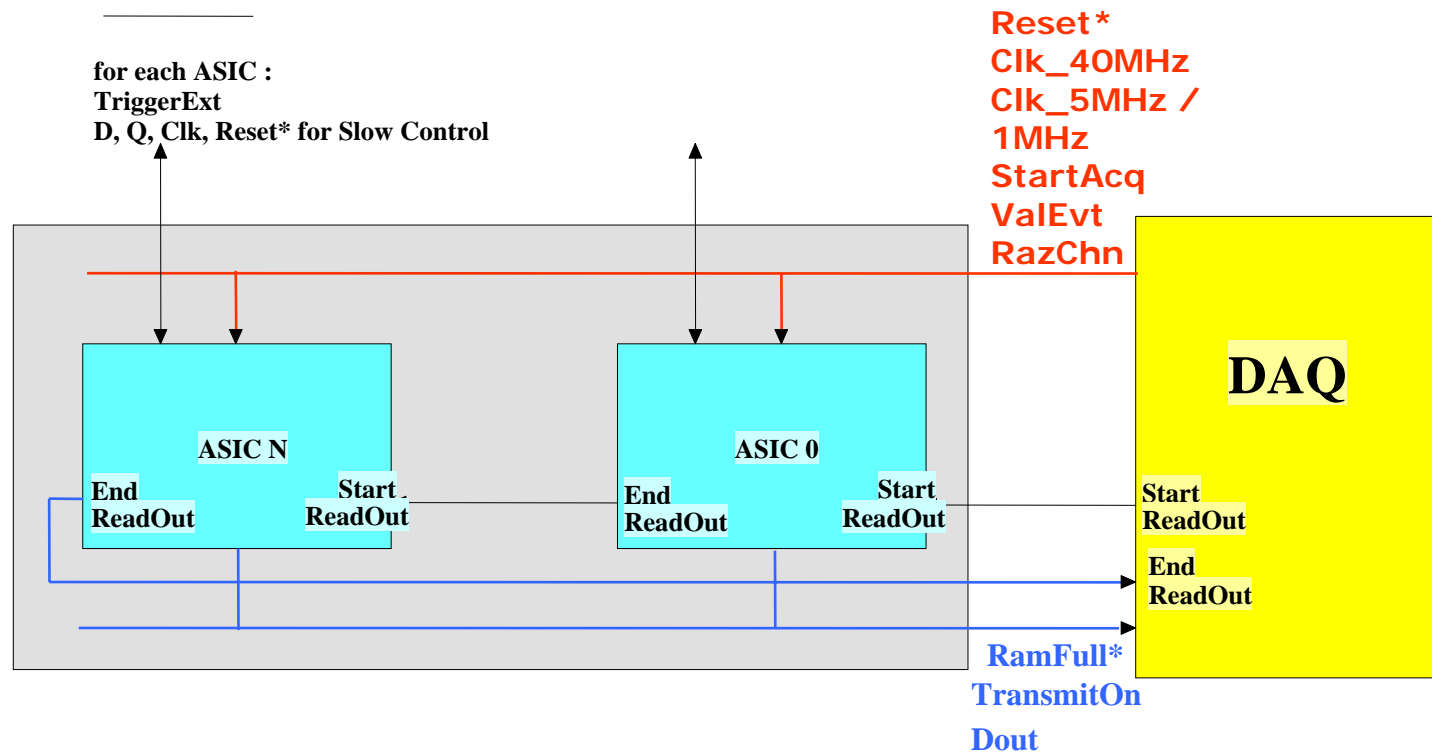 for each ASIC :
TriggerExt
D, Q, Clk, Reset* for Slow Control
Reset*
Clk_40MHz
Clk_5MHz /
1MHz
StartAcq
ValEvt
RazChn
DAQ
ASIC N
ASIC 0
End
ReadOut
Start
ReadOut
End
ReadOut
Start
ReadOut
Start
ReadOut
End
ReadOut
RamFull*
TransmitOn
Dout